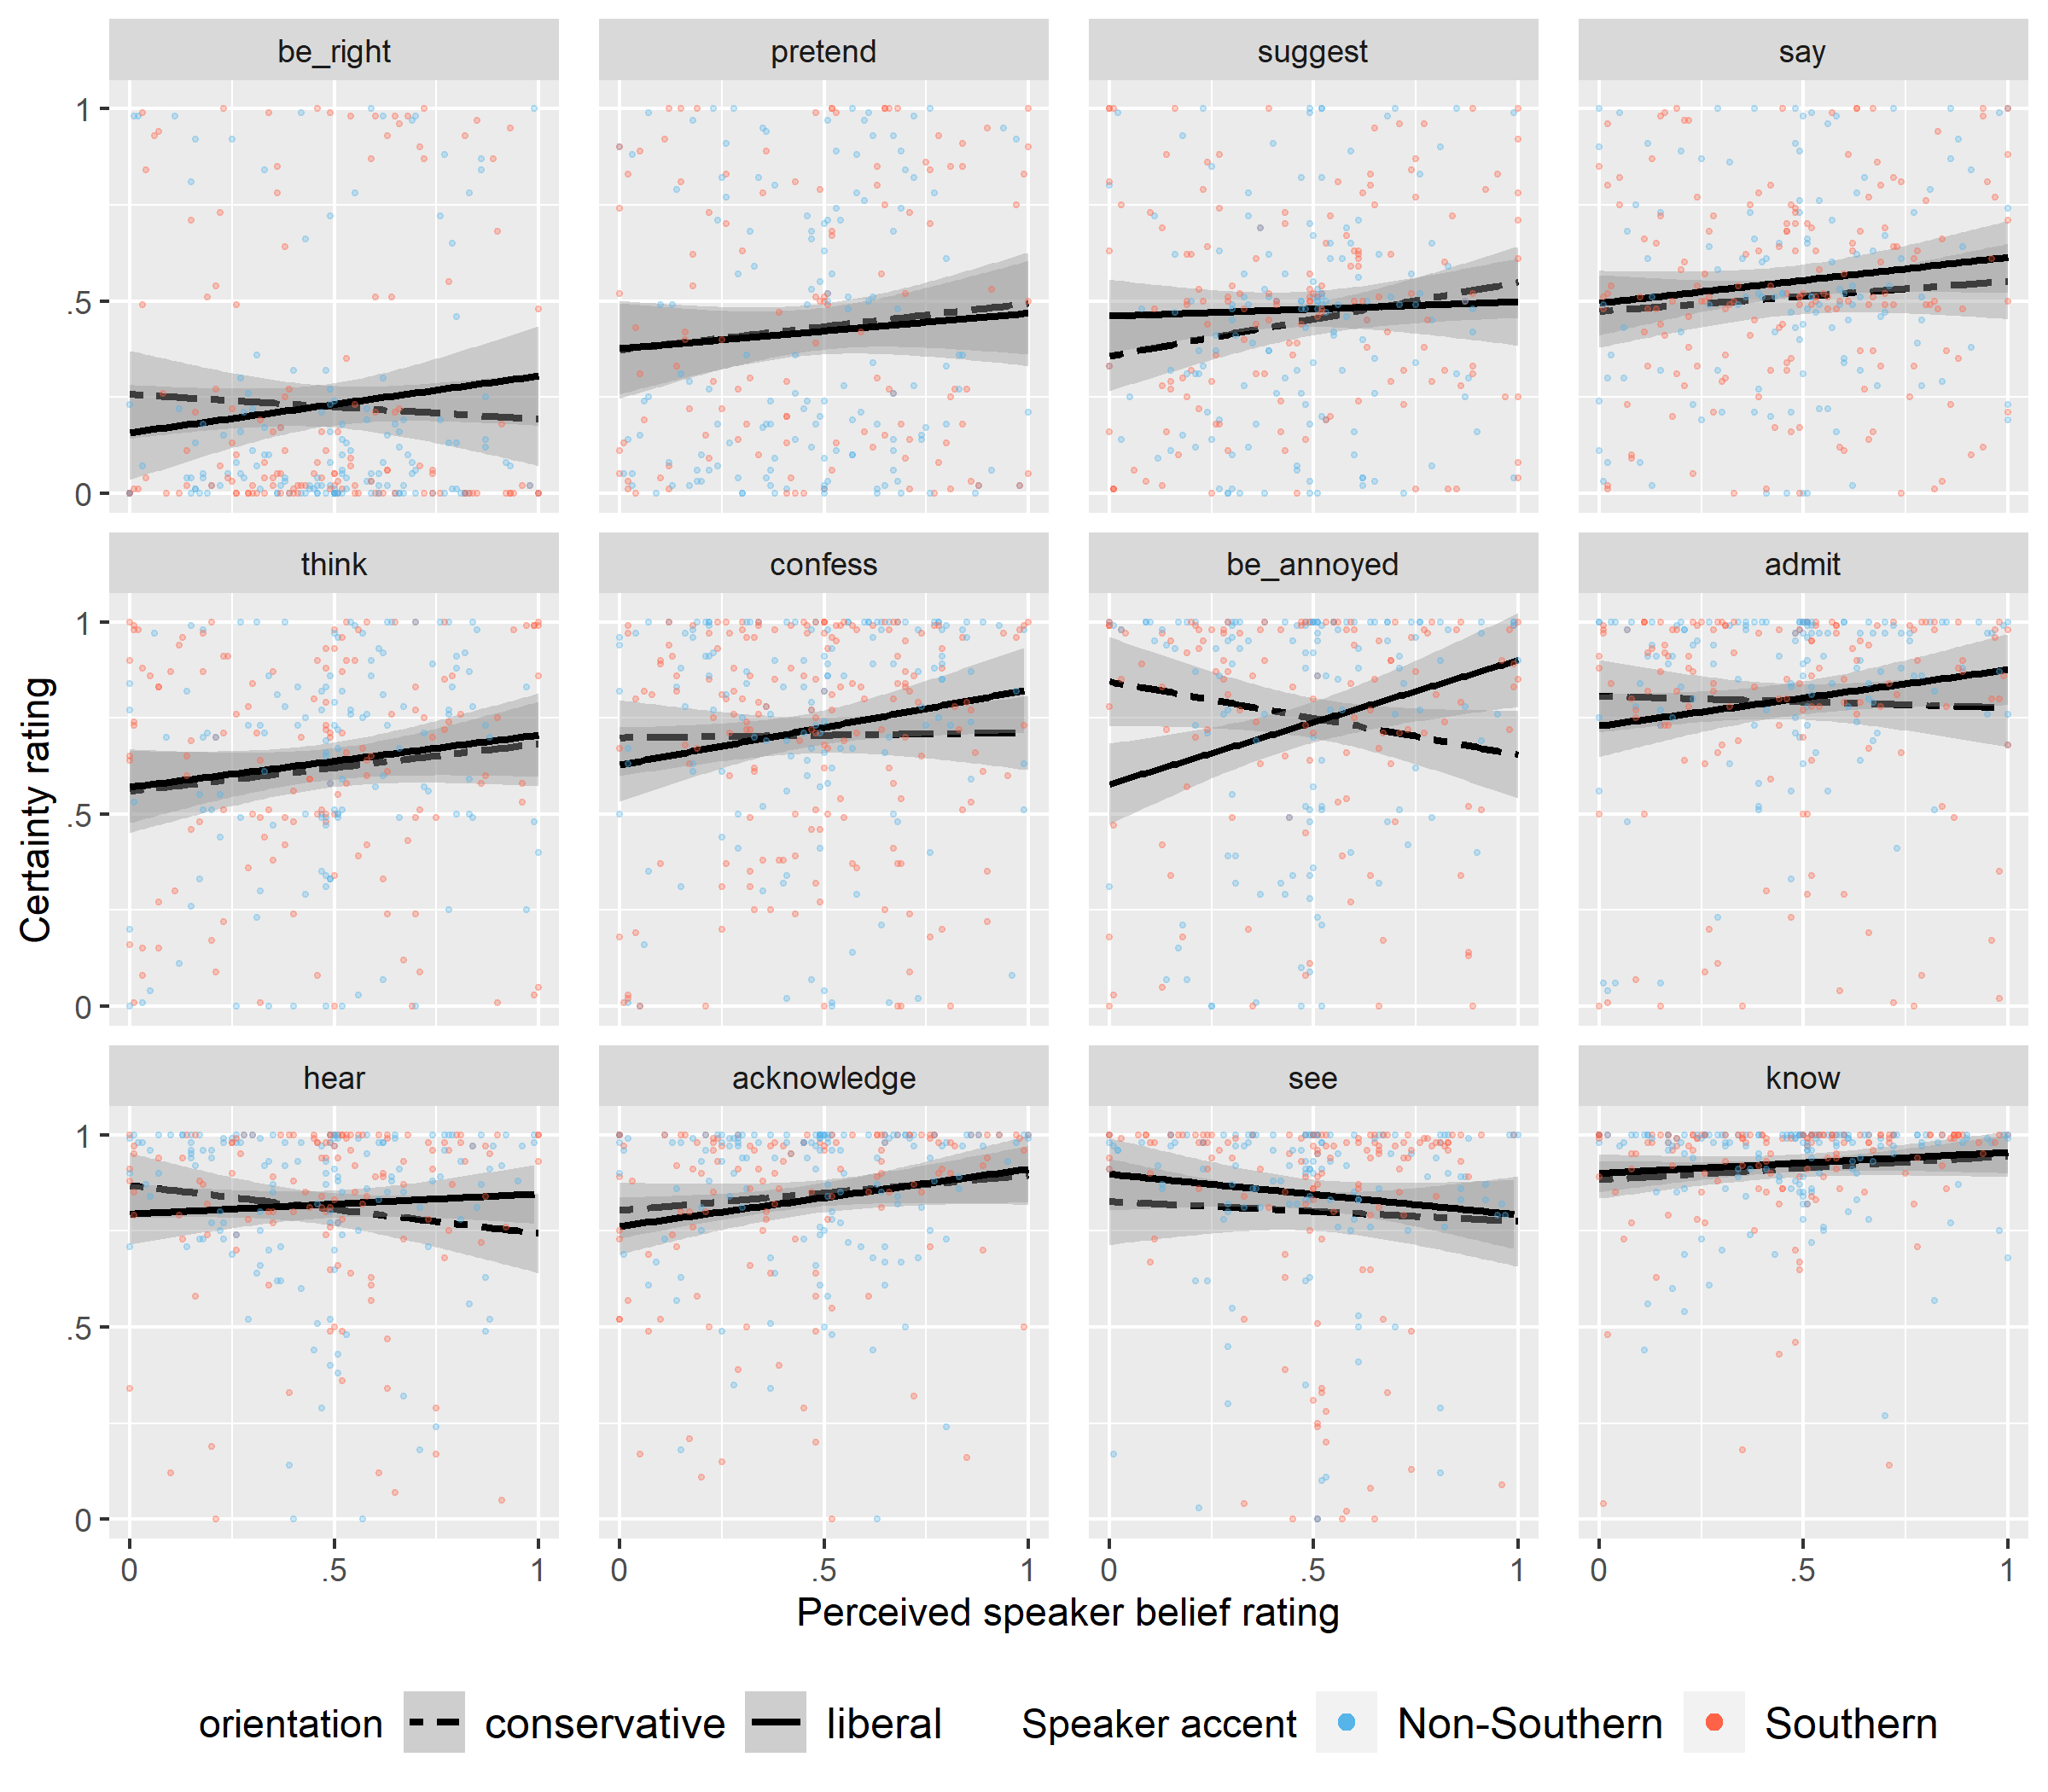 be_right pretend suggest say
1
.5
0
think confess be_annoyed admit
1
.5
0
hear acknowledge see know
1
.5
0
0 .5 1 0 .5 1 0 .5 1 0 .5 1
Certainty rating
Perceived speaker belief rating
orientation conservative liberal Speaker accent Non-Southern Southern